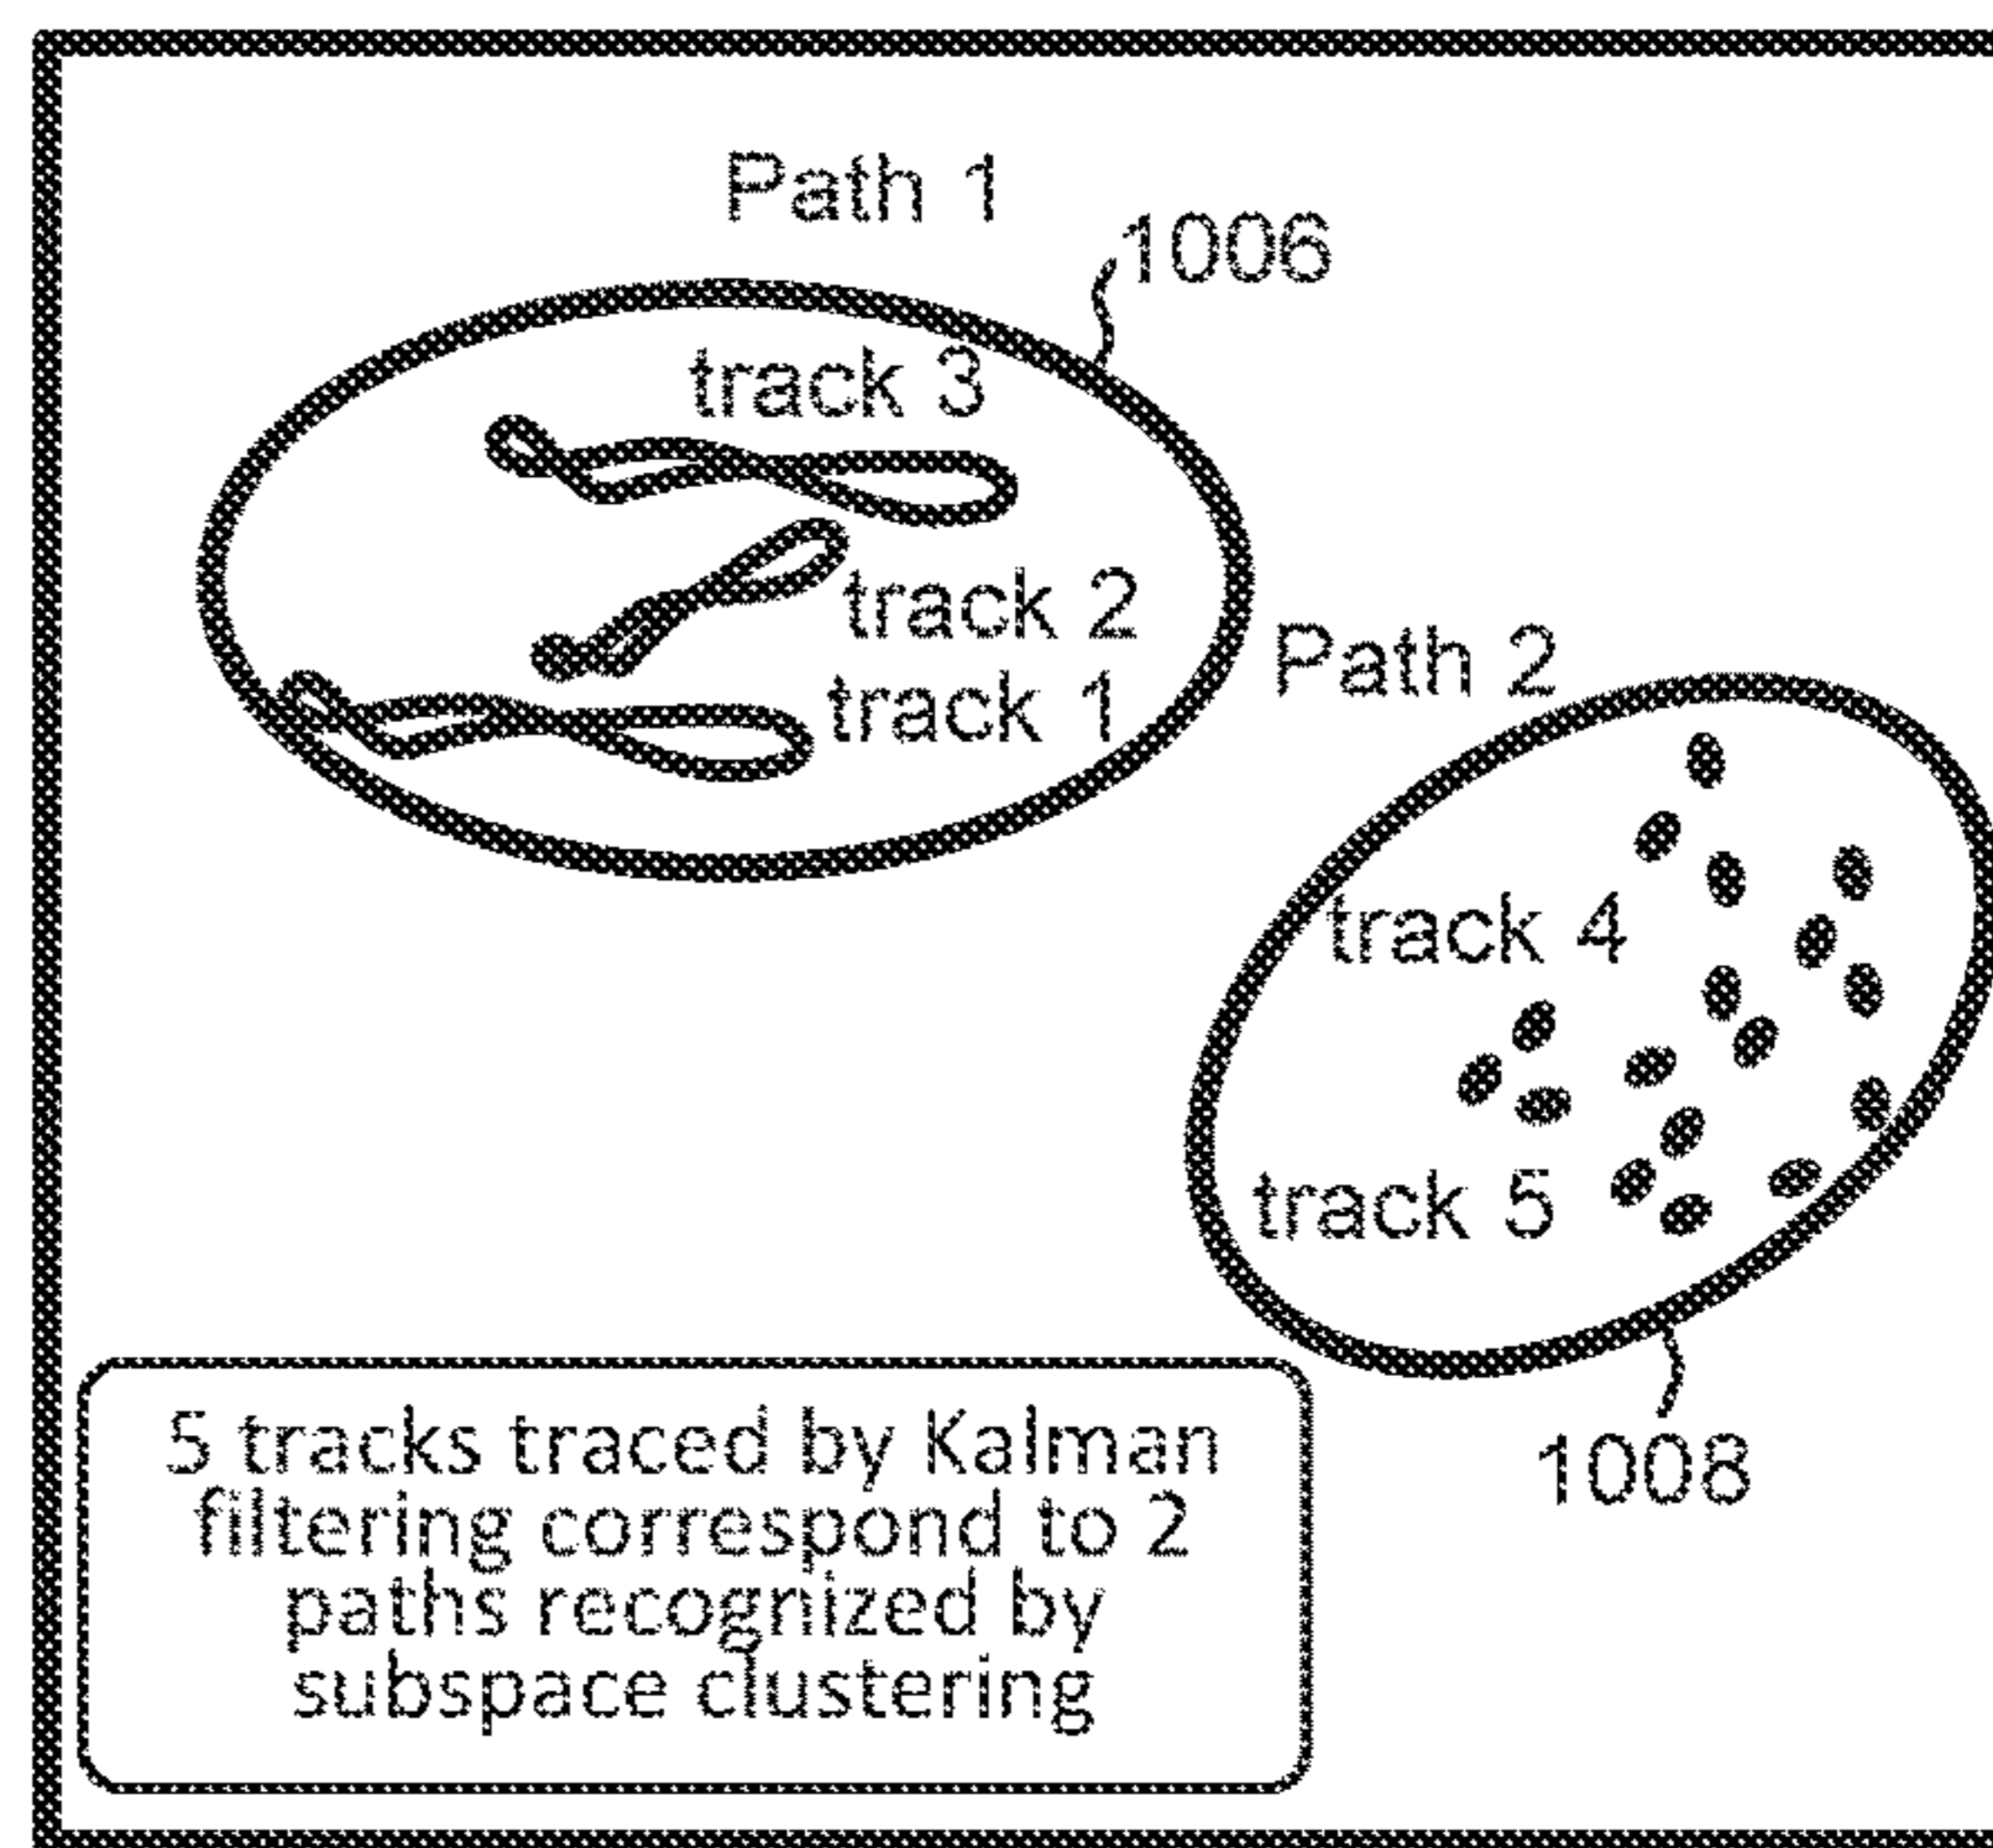 Path 1
1006
track 3
track 2
track 1
Path 2
track 4
track 5
1008
5 tracks traced by Kalman
filtering correspond to 2
paths recognized by
subspace clustering